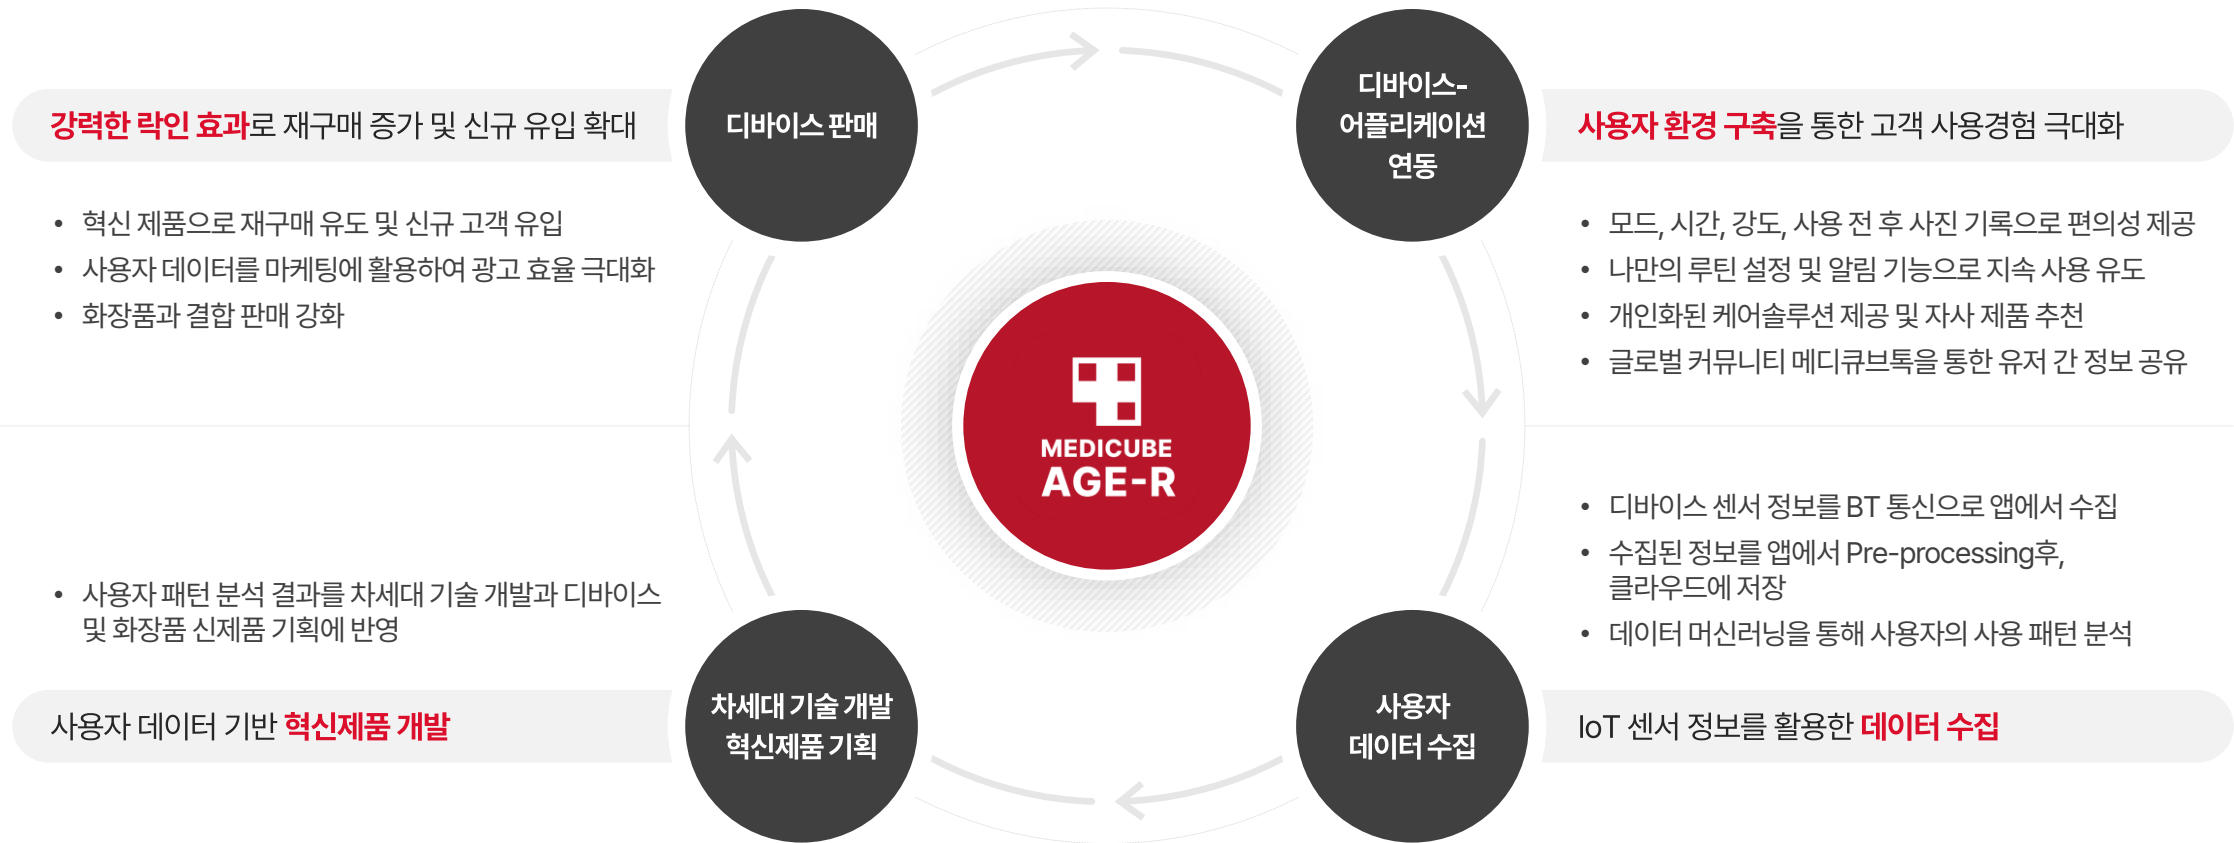 디바이스 판매
강력한 락인 효과로 재구매 증가 및 신규 유입 확대
• 혁신 제품으로 재구매 유도 및 신규 고객 유입
• 사용자 데이터를 마케팅에 활용하여 광고 효율 극대화
• 화장품과 결합 판매 강화
디바이스-
어플리케이션
연동
사용자 환경 구축을 통한 고객 사용경험 극대화
• 모드, 시간, 강도, 사용 전 후 사진 기록으로 편의성 제공
• 나만의 루틴 설정 및 알림 기능으로 지속 사용 유도
• 개인화된 케어솔루션 제공 및 자사 제품 추천
• 글로벌 커뮤니티 메디큐브톡을 통한 유저 간 정보 공유
MEDICUBE
AGE-R
• 디바이스 센서 정보를 BT 통신으로 앱에서 수집
• 수집된 정보를 앱에서 Pre-processing후,
클라우드에 저장
• 데이터 머신러닝을 통해 사용자의 사용 패턴 분석
사용자
데이터 수집
IoT 센서 정보를 활용한 데이터 수집
• 사용자 패턴 분석 결과를 차세대 기술 개발과 디바이스
및 화장품 신제품 기획에 반영
차세대 기술 개발
혁신제품 기획
사용자 데이터 기반 혁신제품 개발